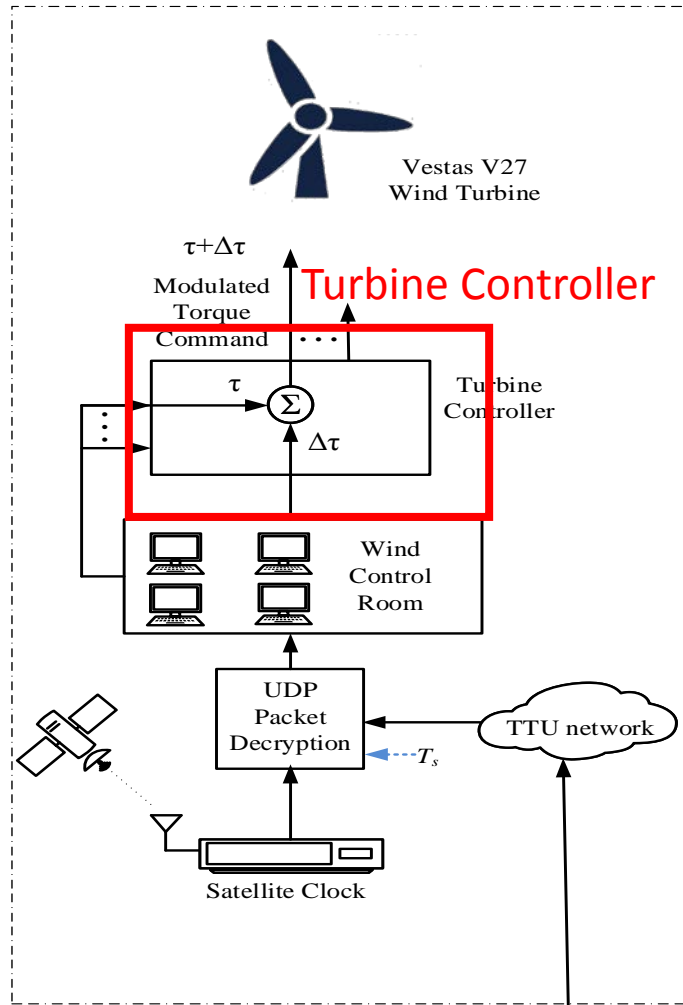 Vestas V27
Wind Turbine
τ+Δτ
Modulated
Torque
Command
Turbine Controller
...
τ
Σ
Turbine
Controller
Δτ
Wind
Control
Room
UDP
Packet
Decryption
TTU network
Tₛ
Satellite Clock